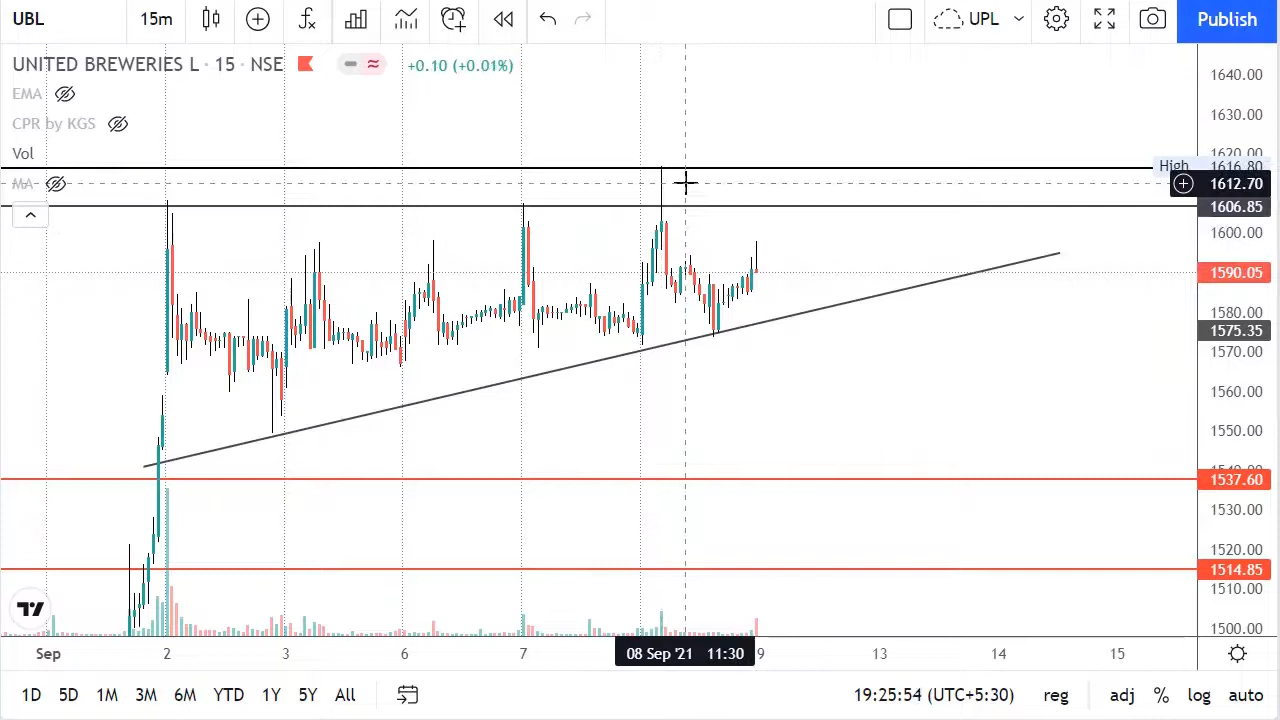 UBL 15m UPL Publish
UNITED BREWERIES L · 15 · NSE +0.10 (+0.01%)
EMA
CPR by KGS
Vol
MA
1640.00
1630.00
1620.00
High 1616.80
1612.70
1606.85
1600.00
1590.05
1580.00
1575.35
1570.00
1560.00
1550.00
1540.00
1537.60
1530.00
1520.00
1514.85
1510.00
1500.00
Sep 2 3 6 7 08 Sep '21 11:30 9 13 14 15
1D 5D 1M 3M 6M YTD 1Y 5Y All 19:25:54 (UTC+5:30) reg adj % log auto